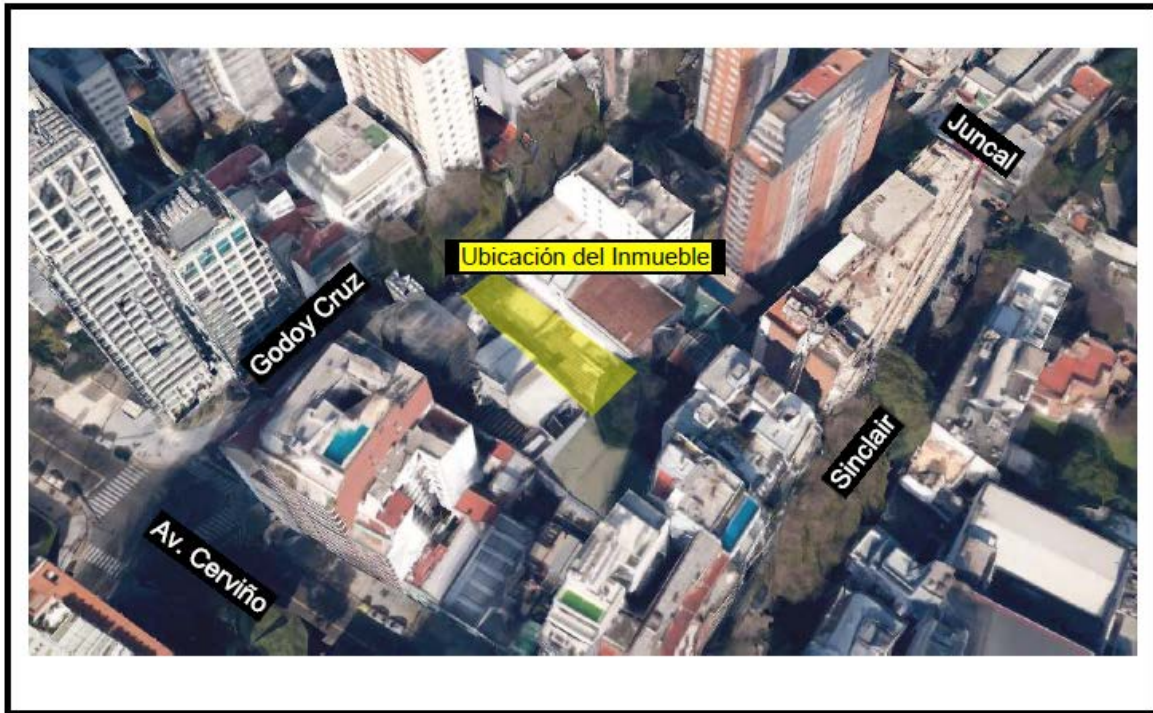 Juncal
Ubicación del Inmueble
Godoy Cruz
Sinclair
Av. Cerviño